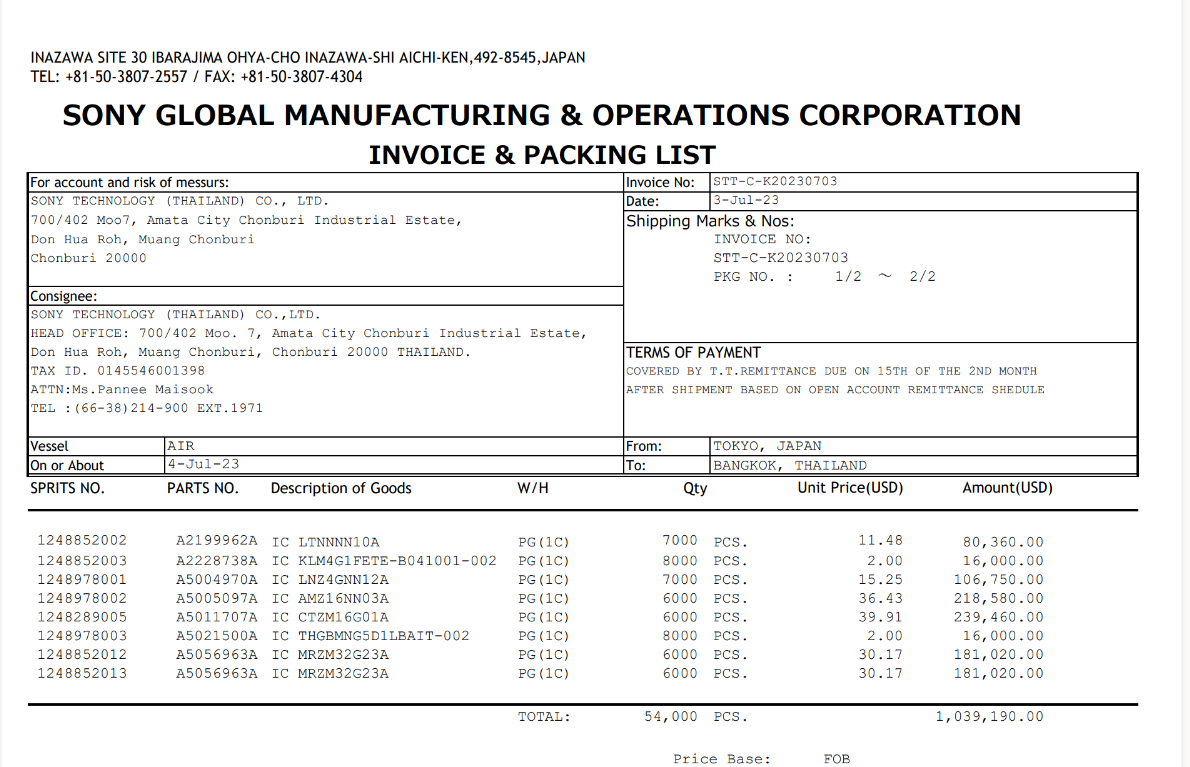 INAZAWA SITE 30 IBARAJIMA OHYA-CHO INAZAWA-SHI AICHI-KEN,492-8545,JAPAN
TEL: +81-50-3807-2557 / FAX: +81-50-3807-4304
SONY GLOBAL MANUFACTURING & OPERATIONS CORPORATION
INVOICE & PACKING LIST
For account and risk of messurs:
SONY TECHNOLOGY (THAILAND) CO., LTD.
700/402 Moo7, Amata City Chonburi Industrial Estate,
Don Hua Roh, Muang Chonburi
Chonburi 20000
Invoice No: STT-C-K20230703
Date: 3-Jul-23
Shipping Marks & Nos:
INVOICE NO:
STT-C-K20230703
PKG NO. : 1/2 ～ 2/2
Consignee:
SONY TECHNOLOGY (THAILAND) CO.,LTD.
HEAD OFFICE: 700/402 Moo. 7, Amata City Chonburi Industrial Estate,
Don Hua Roh, Muang Chonburi, Chonburi 20000 THAILAND.
TAX ID. 0145546001398
ATTN:Ms.Pannee Maisook
TEL :(66-38)214-900 EXT.1971
TERMS OF PAYMENT
COVERED BY T.T.REMITTANCE DUE ON 15TH OF THE 2ND MONTH
AFTER SHIPMENT BASED ON OPEN ACCOUNT REMITTANCE SHEDULE
Vessel AIR From: TOKYO, JAPAN
On or About 4-Jul-23 To: BANGKOK, THAILAND
SPRITS NO. PARTS NO. Description of Goods W/H Qty Unit Price(USD) Amount(USD)
1248852002 A2199962A IC LTNNNN10A PG(1C) 7000 PCS. 11.48 80,360.00
1248852003 A2228738A IC KLM4G1FETE-B041001-002 PG(1C) 8000 PCS. 2.00 16,000.00
1248978001 A5004970A IC LNZ4GNN12A PG(1C) 7000 PCS. 15.25 106,750.00
1248978002 A5005097A IC AMZ16NN03A PG(1C) 6000 PCS. 36.43 218,580.00
1248289005 A5011707A IC CTZM16G01A PG(1C) 6000 PCS. 39.91 239,460.00
1248978003 A5021500A IC THGBMNG5D1LBAIT-002 PG(1C) 8000 PCS. 2.00 16,000.00
1248852012 A5056963A IC MRZM32G23A PG(1C) 6000 PCS. 30.17 181,020.00
1248852013 A5056963A IC MRZM32G23A PG(1C) 6000 PCS. 30.17 181,020.00
TOTAL: 54,000 PCS. 1,039,190.00
Price Base: FOB